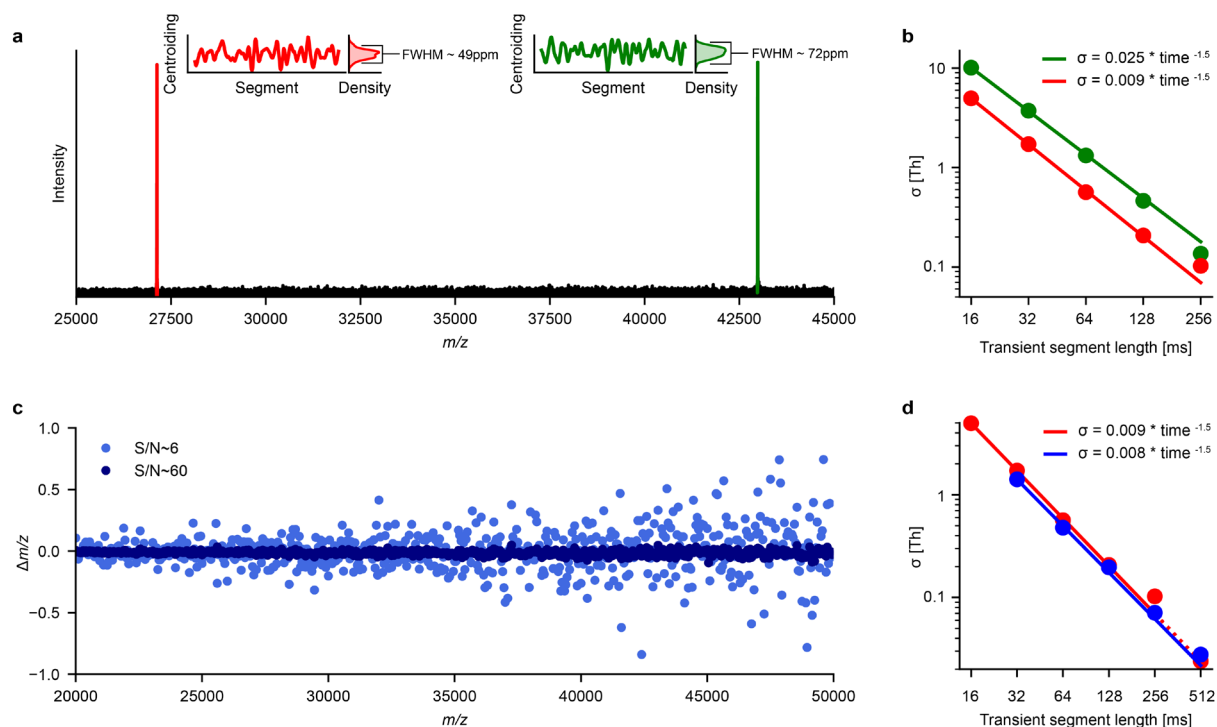 a
Centroiding
Segment
Density
FWHM ~ 49ppm
Centroiding
Segment
Density
FWHM ~ 72ppm
Intensity
25000 27500 30000 32500 35000 37500 40000 42500 45000
m/z
b
σ = 0.025 * time -1.5
σ = 0.009 * time -1.5
σ [Th]
10
1
0.1
16 32 64 128 256
Transient segment length [ms]
c
S/N~6
S/N~60
Δm/z
1.0
0.5
0.0
−0.5
−1.0
20000 25000 30000 35000 40000 45000 50000
m/z
d
σ = 0.009 * time -1.5
σ = 0.008 * time -1.5
σ [Th]
1
0.1
16 32 64 128 256 512
Transient segment length [ms]